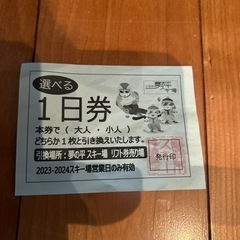 選べる
1日券
本券で（ 大人 ・ 小人 ）
どちらか1枚と引き換えいたします。
引換場所：夢の平 スキー場 リフト券売り場
発行印
2023-2024スキー場営業日のみ有効